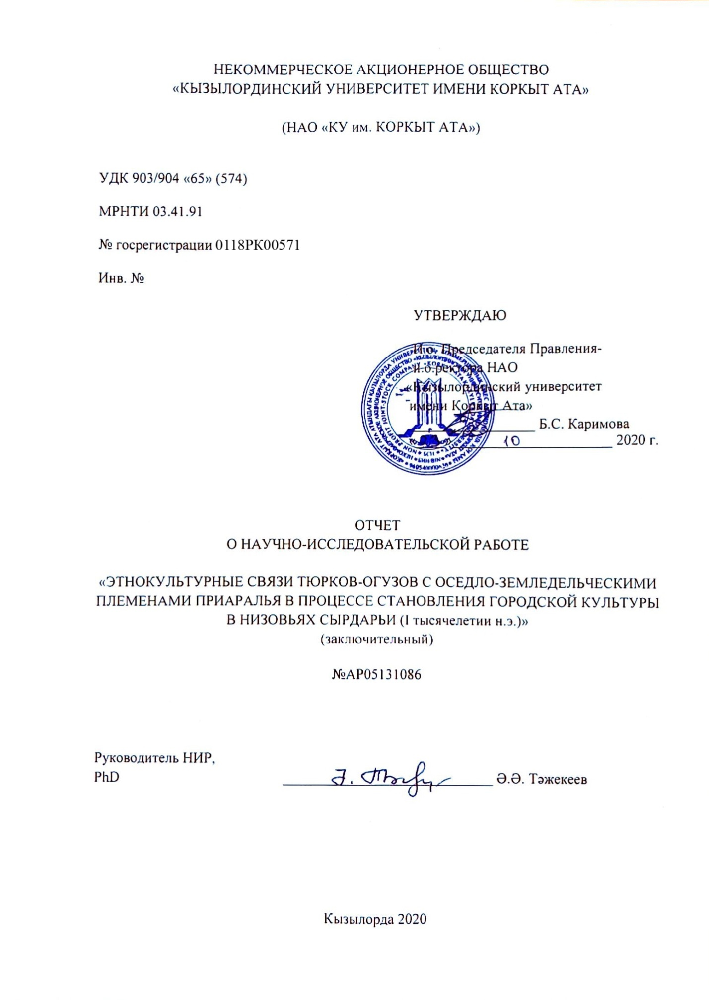 НЕКОММЕРЧЕСКОЕ АКЦИОНЕРНОЕ ОБЩЕСТВО
«КЫЗЫЛОРДИНСКИЙ УНИВЕРСИТЕТ ИМЕНИ КОРКЫТ АТА»
(НАО «КУ им. КОРКЫТ АТА»)
УДК 903/904 «65» (574)
МРНТИ 03.41.91
№ госрегистрации 0118РК00571
Инв. №
УТВЕРЖДАЮ
И.о. Председателя Правления-
и.о.ректора НАО
«Кызылординский университет
имени Коркыт Ата»
Б.С. Каримова
10 2020 г.
ОТЧЕТ
О НАУЧНО-ИССЛЕДОВАТЕЛЬСКОЙ РАБОТЕ
«ЭТНОКУЛЬТУРНЫЕ СВЯЗИ ТЮРКОВ-ОГУЗОВ С ОСЕДЛО-ЗЕМЛЕДЕЛЬЧЕСКИМИ
ПЛЕМЕНАМИ ПРИАРАЛЬЯ В ПРОЦЕССЕ СТАНОВЛЕНИЯ ГОРОДСКОЙ КУЛЬТУРЫ
В НИЗОВЬЯХ СЫРДАРЬИ (I тысячелетии н.э.)»
(заключительный)
№АР05131086
Руководитель НИР,
PhD
Ә.Ә. Тәжекеев
Кызылорда 2020